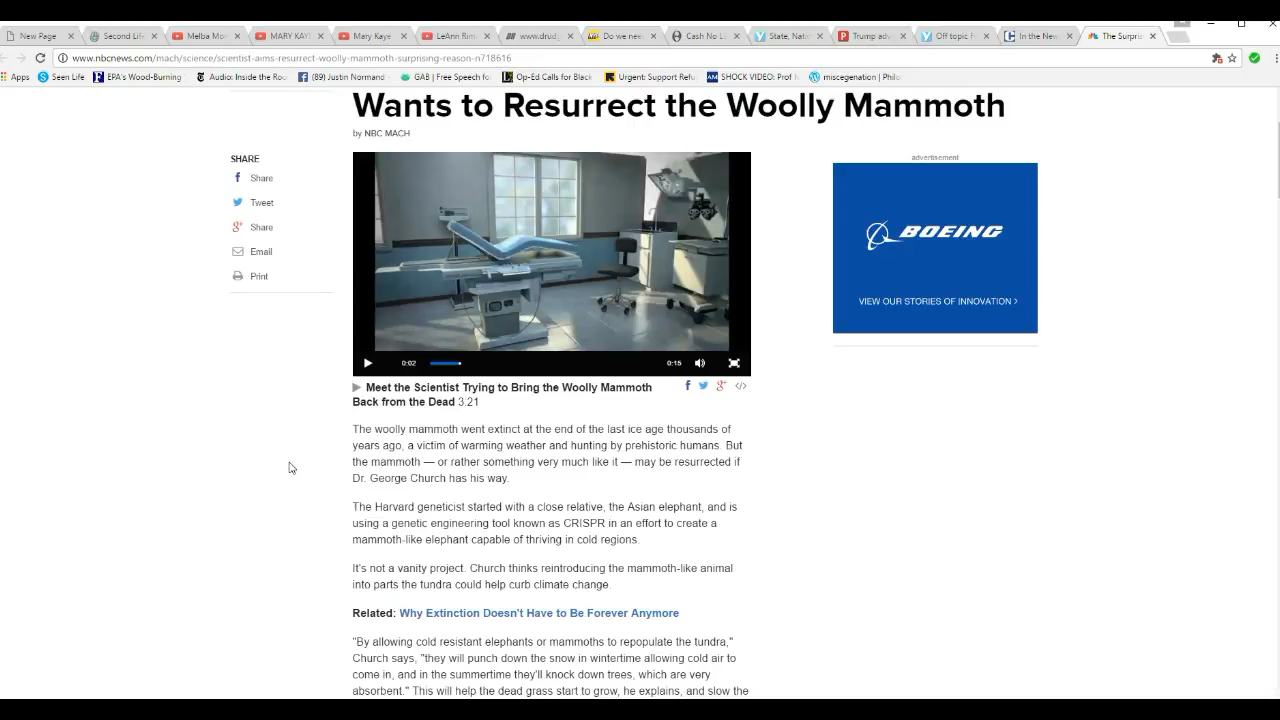 New Page
Second Life
Melba Mo
MARY KAY
Mary Kaye
LeAnn Rim
www.drud
Do we nee
Cash No L
State, Nati
Trump adv
Off topic F
In the New
The Surpris
www.nbcnews.com/mach/science/scientist-aims-resurrect-woolly-mammoth-surprising-reason-n718616
Apps
Seen Life
EPA's Wood-Burning
Audio: Inside the Roo
(89) Justin Normand
GAB | Free Speech fo
Op-Ed Calls for Black
Urgent: Support Refu
SHOCK VIDEO: Prof
miscegenation | Philo
Wants to Resurrect the Woolly Mammoth
by NBC MACH
SHARE
Share
Tweet
Share
Email
Print
0:02
0:15
advertisement
BOEING
VIEW OUR STORIES OF INNOVATION >
Meet the Scientist Trying to Bring the Woolly Mammoth
Back from the Dead 3:21
The woolly mammoth went extinct at the end of the last ice age thousands of
years ago, a victim of warming weather and hunting by prehistoric humans. But
the mammoth — or rather something very much like it — may be resurrected if
Dr. George Church has his way.
The Harvard geneticist started with a close relative, the Asian elephant, and is
using a genetic engineering tool known as CRISPR in an effort to create a
mammoth-like elephant capable of thriving in cold regions.
It's not a vanity project. Church thinks reintroducing the mammoth-like animal
into parts the tundra could help curb climate change.
Related: Why Extinction Doesn't Have to Be Forever Anymore
"By allowing cold resistant elephants or mammoths to repopulate the tundra,"
Church says, "they will punch down the snow in wintertime allowing cold air to
come in, and in the summertime they'll knock down trees, which are very
absorbent." This will help the dead grass start to grow, he explains, and slow the